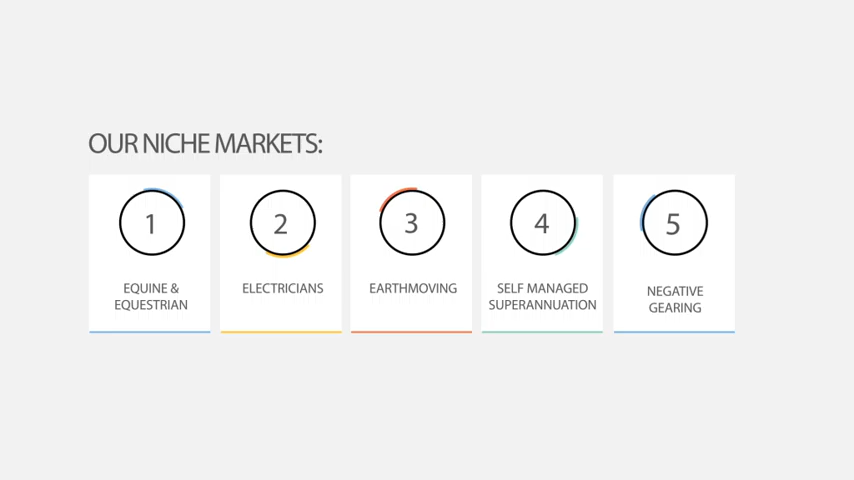 OUR NICHE MARKETS:
1
EQUINE &
EQUESTRIAN
2
ELECTRICIANS
3
EARTHMOVING
4
SELF MANAGED
SUPERANNUATION
5
NEGATIVE
GEARING